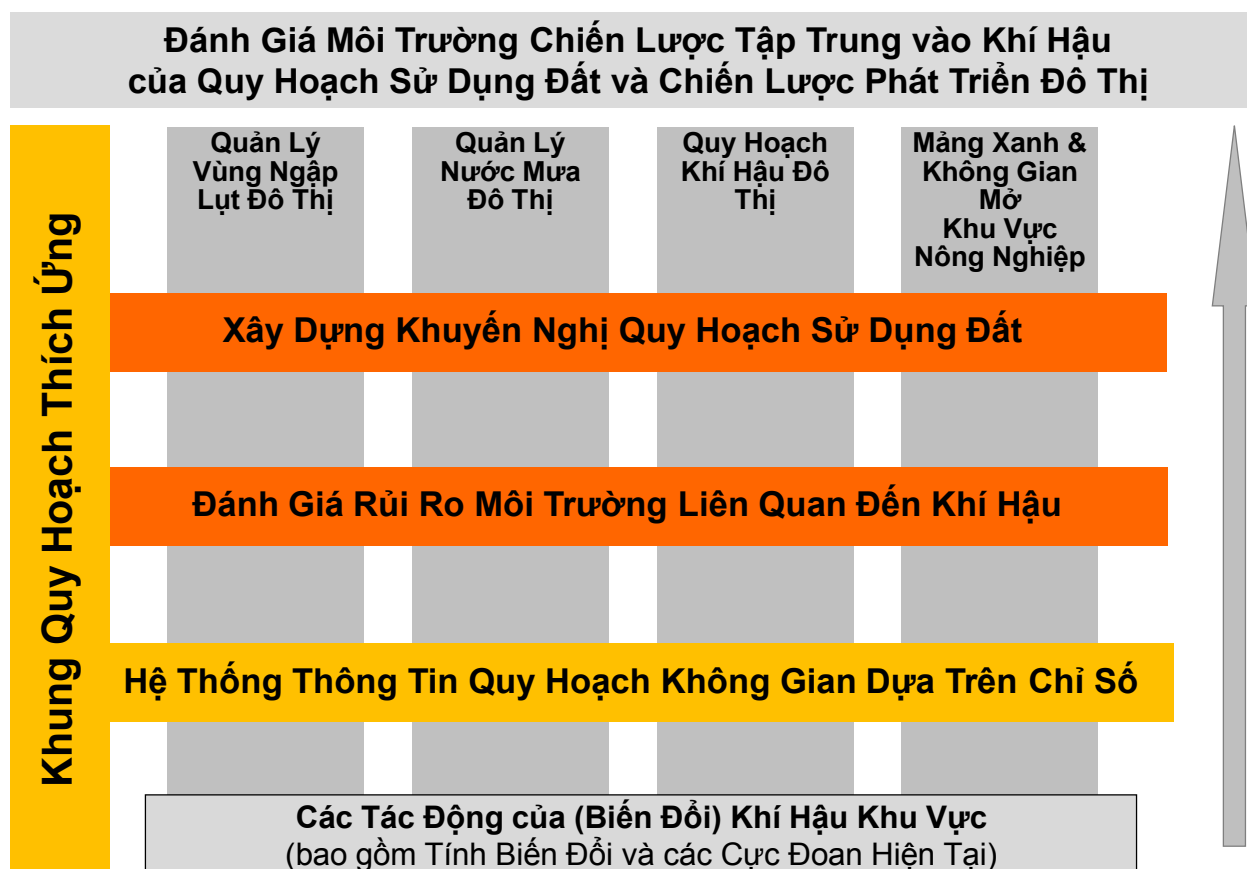 Đánh Giá Môi Trường Chiến Lược Tập Trung vào Khí Hậu
của Quy Hoạch Sử Dụng Đất và Chiến Lược Phát Triển Đô Thị
Khung Quy Hoạch Thích Ứng
Quản Lý
Vùng Ngập
Lụt Đô Thị
Quản Lý
Nước Mưa
Đô Thị
Quy Hoạch
Khí Hậu Đô
Thị
Mảng Xanh &
Không Gian
Mở
Khu Vực
Nông Nghiệp
Xây Dựng Khuyến Nghị Quy Hoạch Sử Dụng Đất
Đánh Giá Rủi Ro Môi Trường Liên Quan Đến Khí Hậu
Hệ Thống Thông Tin Quy Hoạch Không Gian Dựa Trên Chỉ Số
Các Tác Động của (Biến Đổi) Khí Hậu Khu Vực
(bao gồm Tính Biến Đổi và các Cực Đoan Hiện Tại)